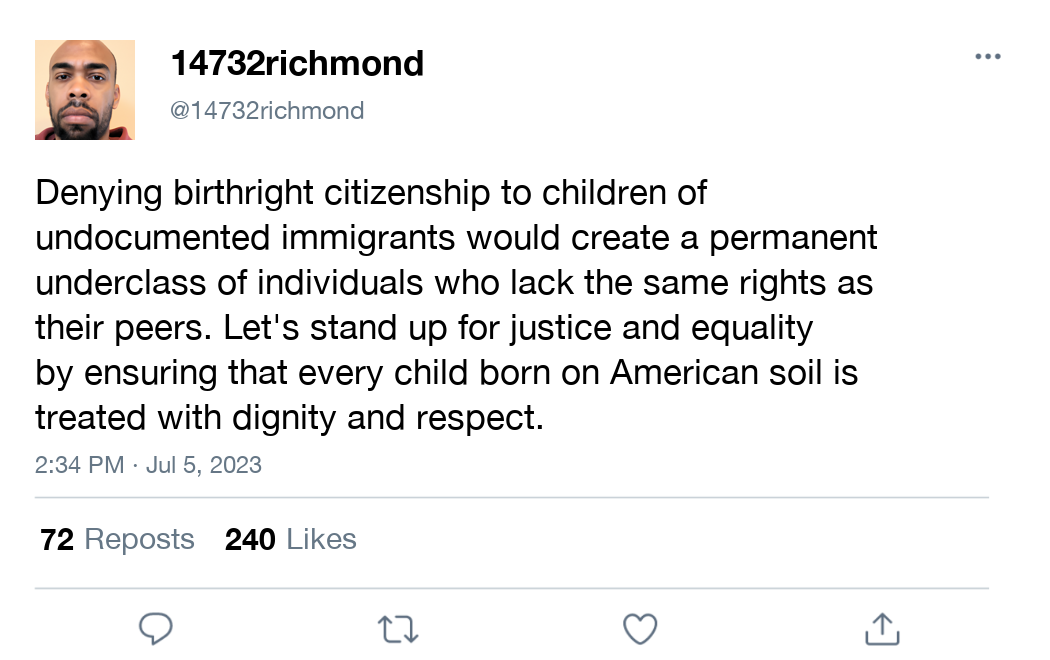 14732richmond
@14732richmond
Denying birthright citizenship to children of
undocumented immigrants would create a permanent
underclass of individuals who lack the same rights as
their peers. Let's stand up for justice and equality
by ensuring that every child born on American soil is
treated with dignity and respect.
2:34 PM · Jul 5, 2023
72 Reposts 240 Likes